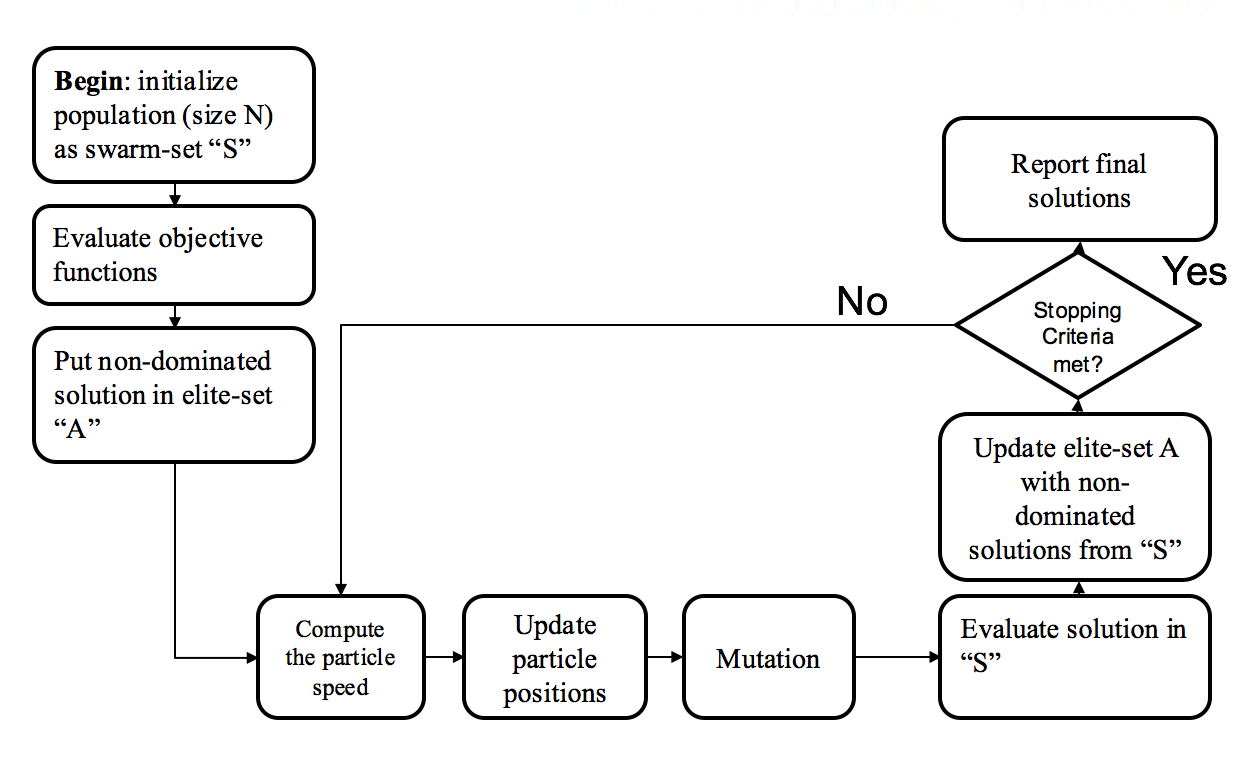 Begin: initialize
population (size N)
as swarm-set “S”
Evaluate objective
functions
Put non-dominated
solution in elite-set
“A”
Compute
the particle
speed
Update
particle
positions
Mutation
Evaluate solution in
“S”
Update elite-set A
with non-
dominated
solutions from “S”
Stopping
Criteria
met?
No
Yes
Report final
solutions